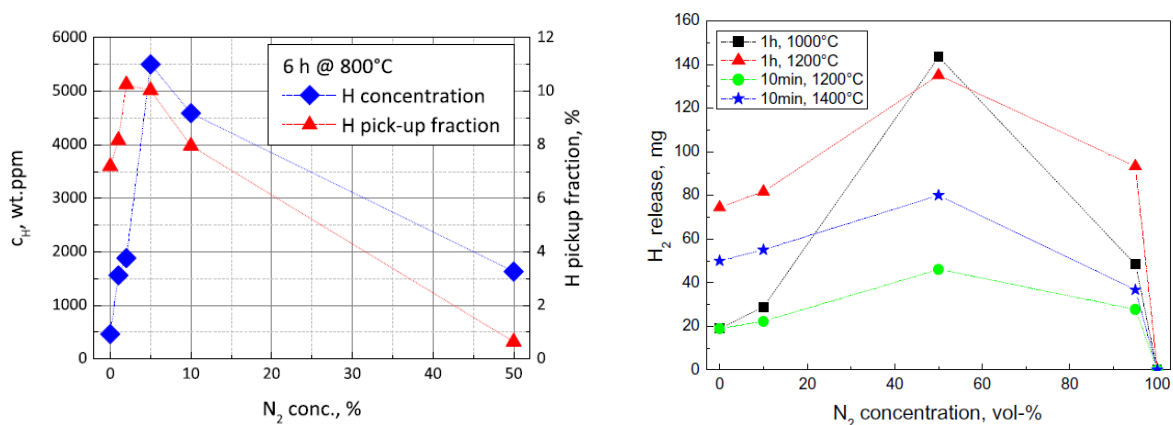 6 h @ 800°C
H concentration
H pick-up fraction
6000
5000
4000
3000
2000
1000
0
c_H, wt.ppm
12
10
8
6
4
2
0
H pickup fraction, %
0 10 20 30 40 50
N₂ conc., %
1h, 1000°C
1h, 1200°C
10min, 1200°C
10min, 1400°C
160
140
120
100
80
60
40
20
0
H₂ release, mg
0 20 40 60 80 100
N₂ concentration, vol-%